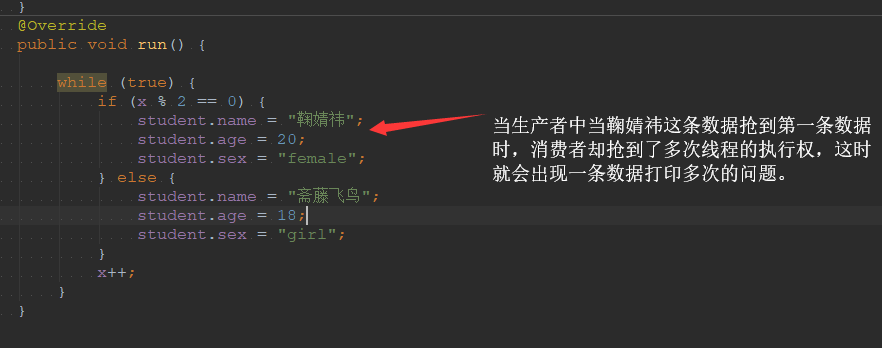 }
@Override
public void run() {
while (true) {
if (x % 2 == 0) {
student.name = "鞠婧祎";
student.age = 20;
student.sex = "female";
} else {
student.name = "斋藤飞鸟";
student.age = 18;
student.sex = "girl";
}
x++;
}
}
当生产者中当鞠婧祎这条数据抢到第一条数据
时，消费者却抢到了多次线程的执行权，这时
就会出现一条数据打印多次的问题。